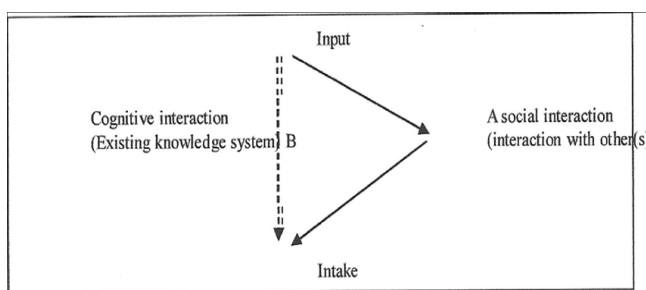 Input
Cognitive interaction
(Existing knowledge system) B
A social interaction
(interaction with other(s)
Intake